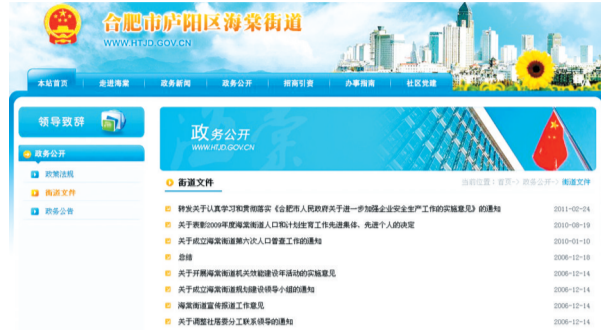 合肥市庐阳区海棠街道
WWW.HTJD.GOV.CN
本站首页 走进海棠 政务新闻 政务公开 招商引资 办事指南 社区党建
领导致辞
政务公开
政策法规
街道文件
政务公告
政务公开
WWW.HTJD.GOV.CN
街道文件
当前位置：首页-> 政务公开-> 街道文件
转发关于认真学习和贯彻落实《合肥市人民政府关于进一步加强企业安全生产工作的实施意见》的通知 2011-02-24
关于表彰2009年度海棠街道人口和计划生育工作先进集体、先进个人的决定 2010-08-19
关于成立海棠街道第六次人口普查工作的通知 2010-01-10
总结 2006-12-18
关于开展海棠街道机关效能建设年活动的实施意见 2006-12-14
关于成立海棠街道规划建设领导小组的通知 2006-12-14
海棠街道宣传报道工作意见 2006-12-14
关于调整社居委分工联系领导的通知 2006-12-14